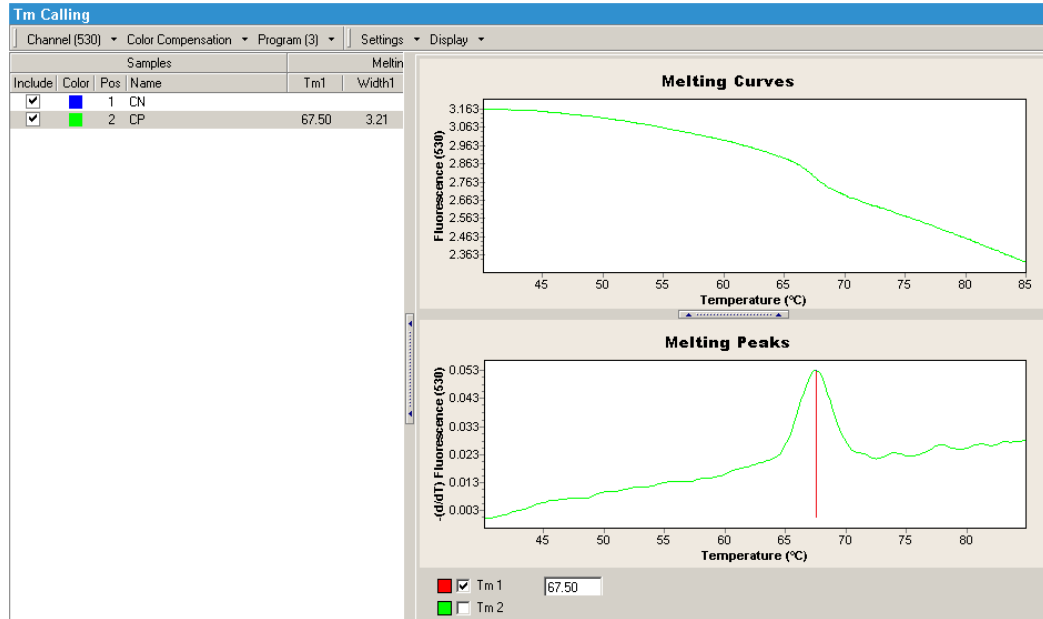 Tm Calling
Channel (530) Color Compensation Program (3) Settings Display
Samples Meltin
Include Color Pos Name Tm1 Width1
1 CN
2 CP 67.50 3.21
Melting Curves
Fluorescence (530)
3.163
3.063
2.963
2.863
2.763
2.663
2.563
2.463
2.363
45 50 55 60 65 70 75 80 85
Temperature (°C)
Melting Peaks
-(d/dT) Fluorescence (530)
0.053
0.043
0.033
0.023
0.013
0.003
45 50 55 60 65 70 75 80
Temperature (°C)
Tm 1 67.50
Tm 2